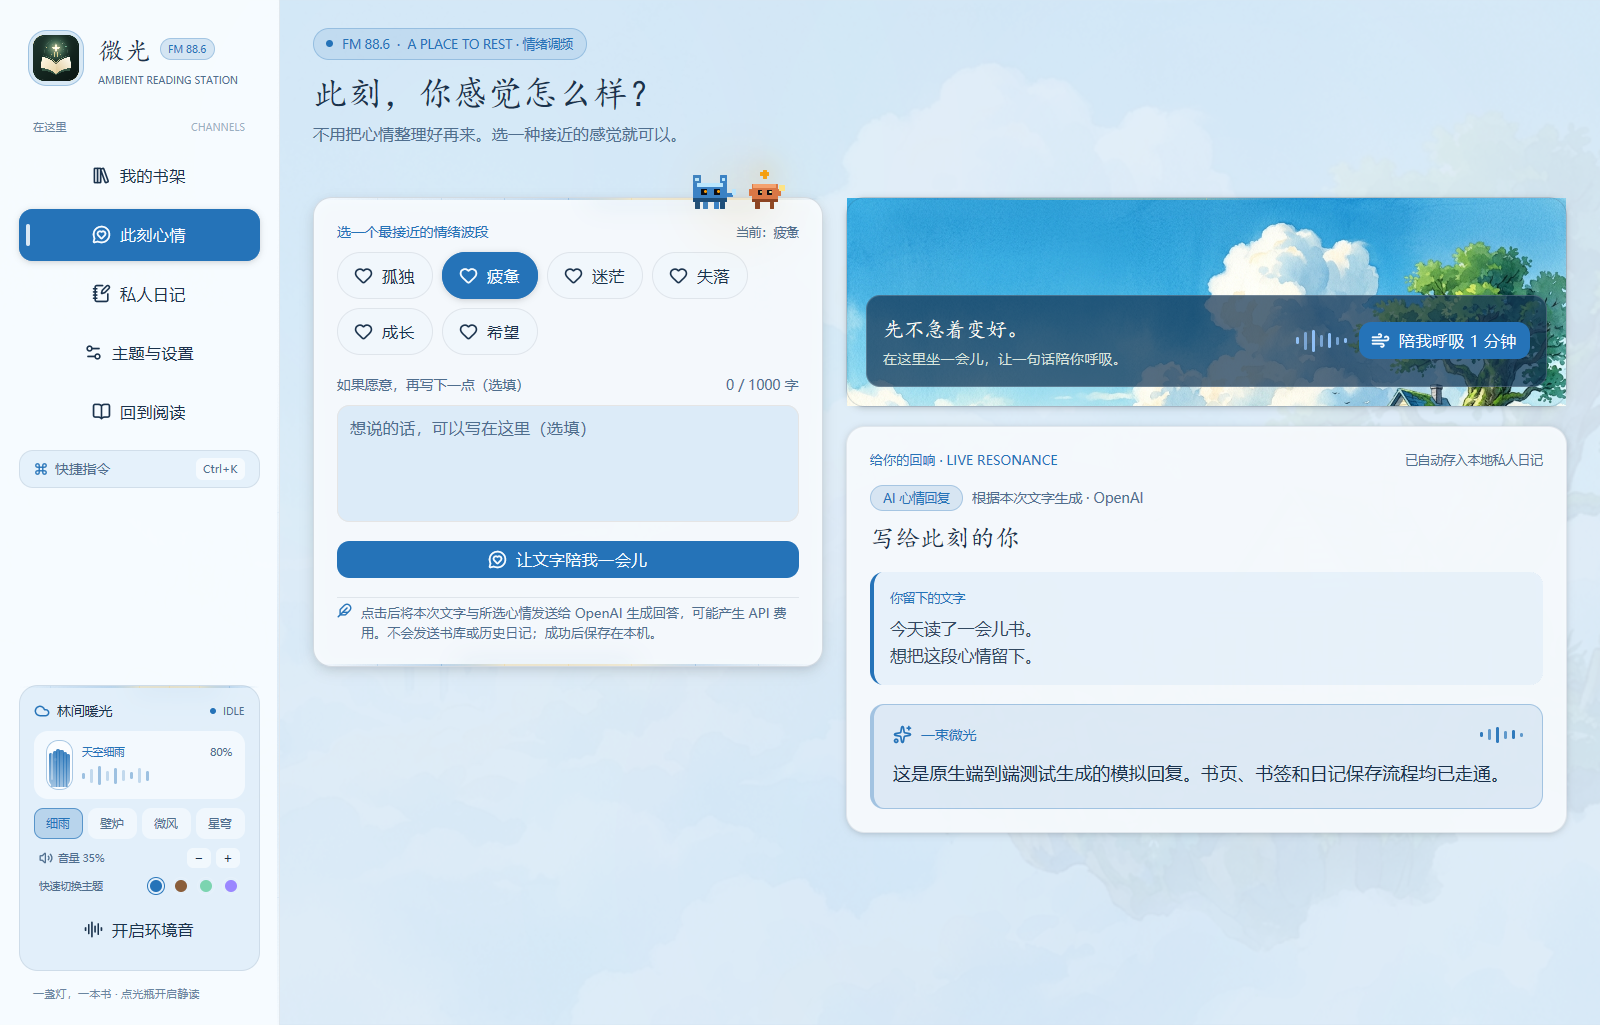 微光
FM 88.6
AMBIENT READING STATION
在这里
CHANNELS
我的书架
此刻心情
私人日记
主题与设置
回到阅读
快捷指令
Ctrl+K
林间暖光
IDLE
天空细雨
80%
细雨
壁炉
微风
星穹
音量 35%
−
+
快速切换主题
开启环境音
一盏灯，一本书 · 点光瓶开启静读
FM 88.6 · A PLACE TO REST · 情绪调频
此刻，你感觉怎么样？
不用把心情整理好再来。选一种接近的感觉就可以。
选一个最接近的情绪波段
当前：疲惫
孤独
疲惫
迷茫
失落
成长
希望
如果愿意，再写下一点（选填）
0 / 1000 字
想说的话，可以写在这里（选填）
让文字陪我一会儿
点击后将本次文字与所选心情发送给 OpenAI 生成回答，可能产生 API 费
用。不会发送书库或历史日记；成功后保存在本机。
先不急着变好。
在这里坐一会儿，让一句话陪你呼吸。
陪我呼吸 1 分钟
给你的回响 · LIVE RESONANCE
已自动存入本地私人日记
AI 心情回复
根据本次文字生成 · OpenAI
写给此刻的你
你留下的文字
今天读了一会儿书。
想把这段心情留下。
一束微光
这是原生端到端测试生成的模拟回复。书页、书签和日记保存流程均已走通。